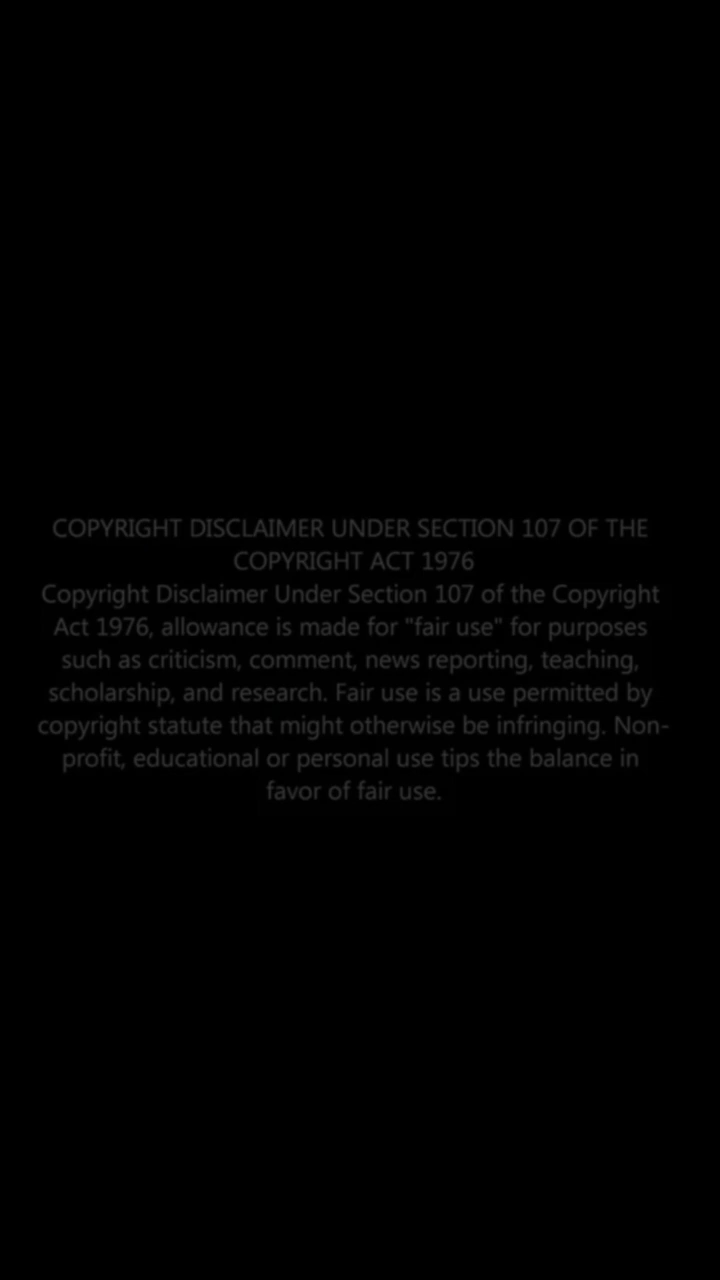 COPYRIGHT DISCLAIMER UNDER SECTION 107 OF THE
COPYRIGHT ACT 1976
Copyright Disclaimer Under Section 107 of the Copyright
Act 1976, allowance is made for "fair use" for purposes
such as criticism, comment, news reporting, teaching,
scholarship, and research. Fair use is a use permitted by
copyright statute that might otherwise be infringing. Non-
profit, educational or personal use tips the balance in
favor of fair use.